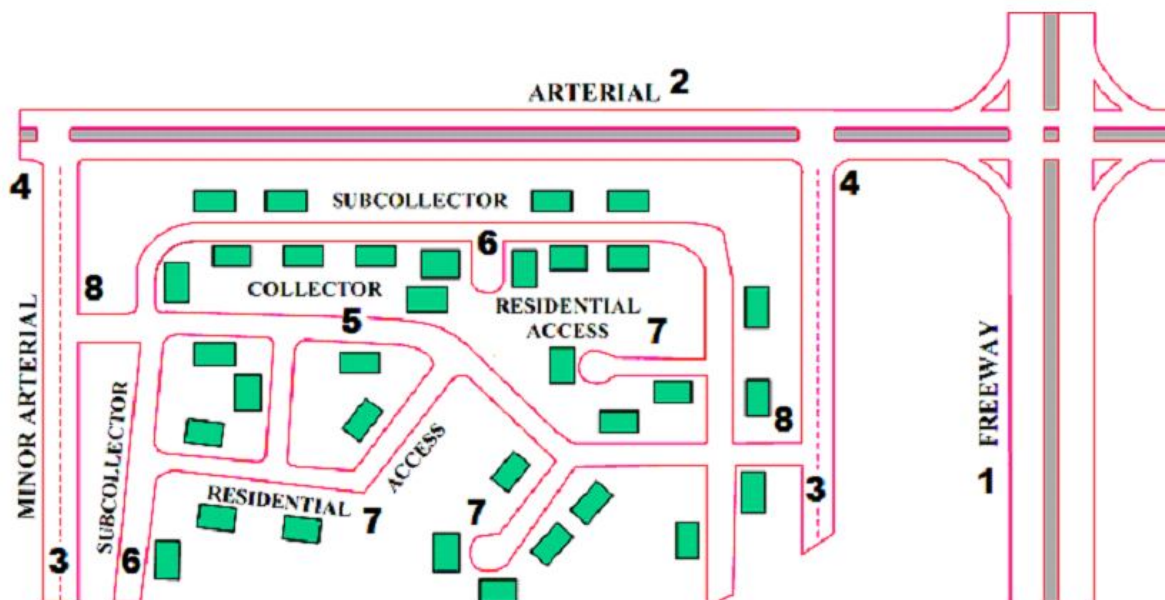 ARTERIAL 2
4
4
SUBCOLLECTOR
6
8
COLLECTOR
5
RESIDENTIAL
ACCESS
7
MINOR ARTERIAL
FREEWAY
SUBCOLLECTOR
ACCESS
8
RESIDENTIAL
7
7
3
1
3
6